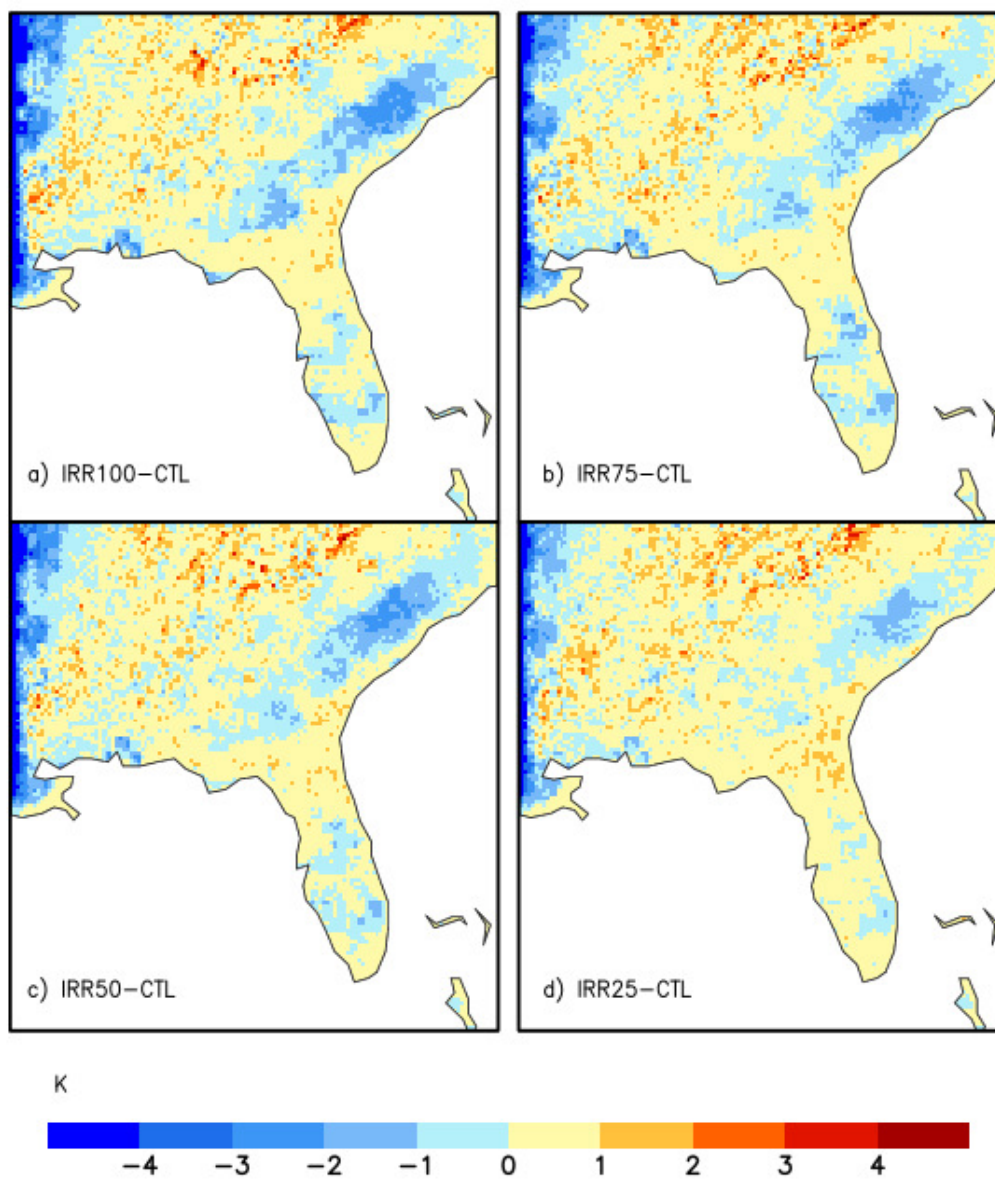 a) IRR100−CTL
b) IRR75−CTL
c) IRR50−CTL
d) IRR25−CTL
K
−4 −3 −2 −1 0 1 2 3 4